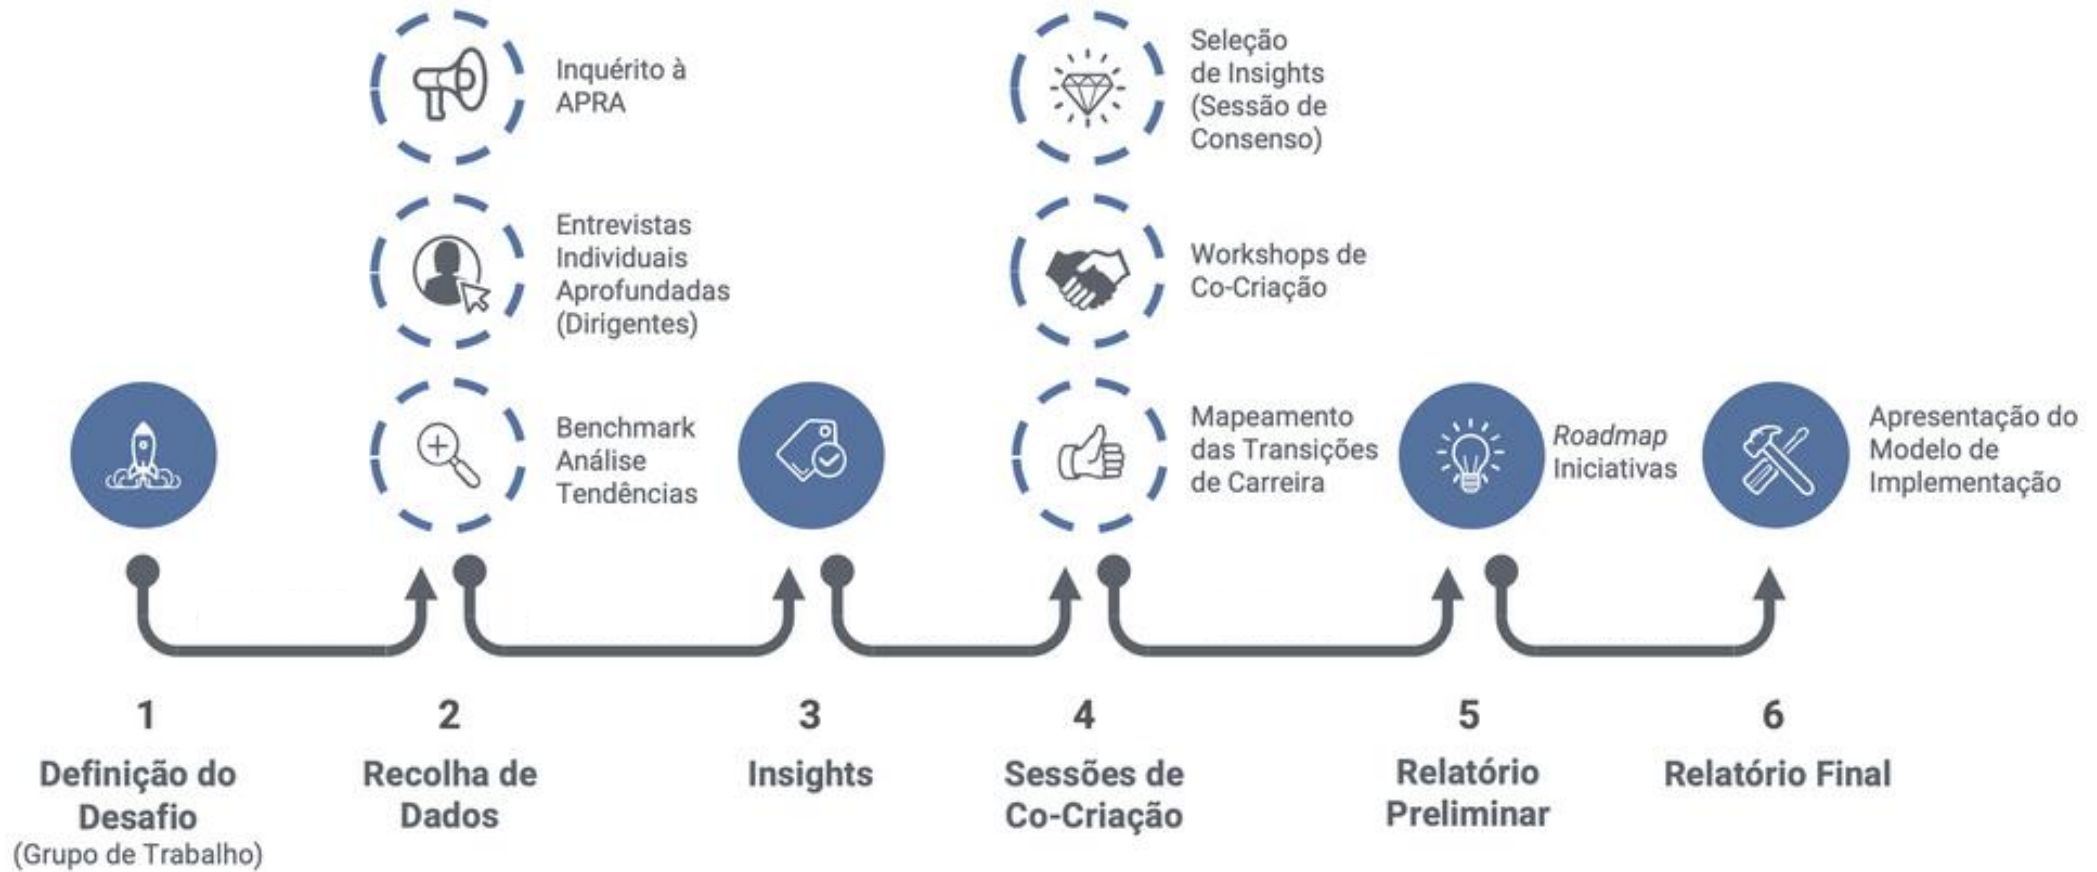 Inquérito à
APRA
Entrevistas
Individuais
Aprofundadas
(Dirigentes)
Benchmark
Análise
Tendências
Seleção
de Insights
(Sessão de
Consenso)
Workshops de
Co-Criação
Mapeamento
das Transições
de Carreira
Roadmap
Iniciativas
Apresentação do
Modelo de
Implementação
1
Definição do
Desafio
(Grupo de Trabalho)
2
Recolha de
Dados
3
Insights
4
Sessões de
Co-Criação
5
Relatório
Preliminar
6
Relatório Final